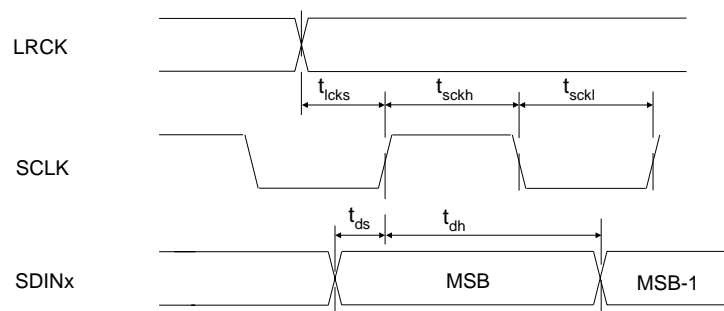 LRCK
t_lcks t_sckh t_sckl
SCLK
t_ds t_dh
SDINx MSB MSB-1